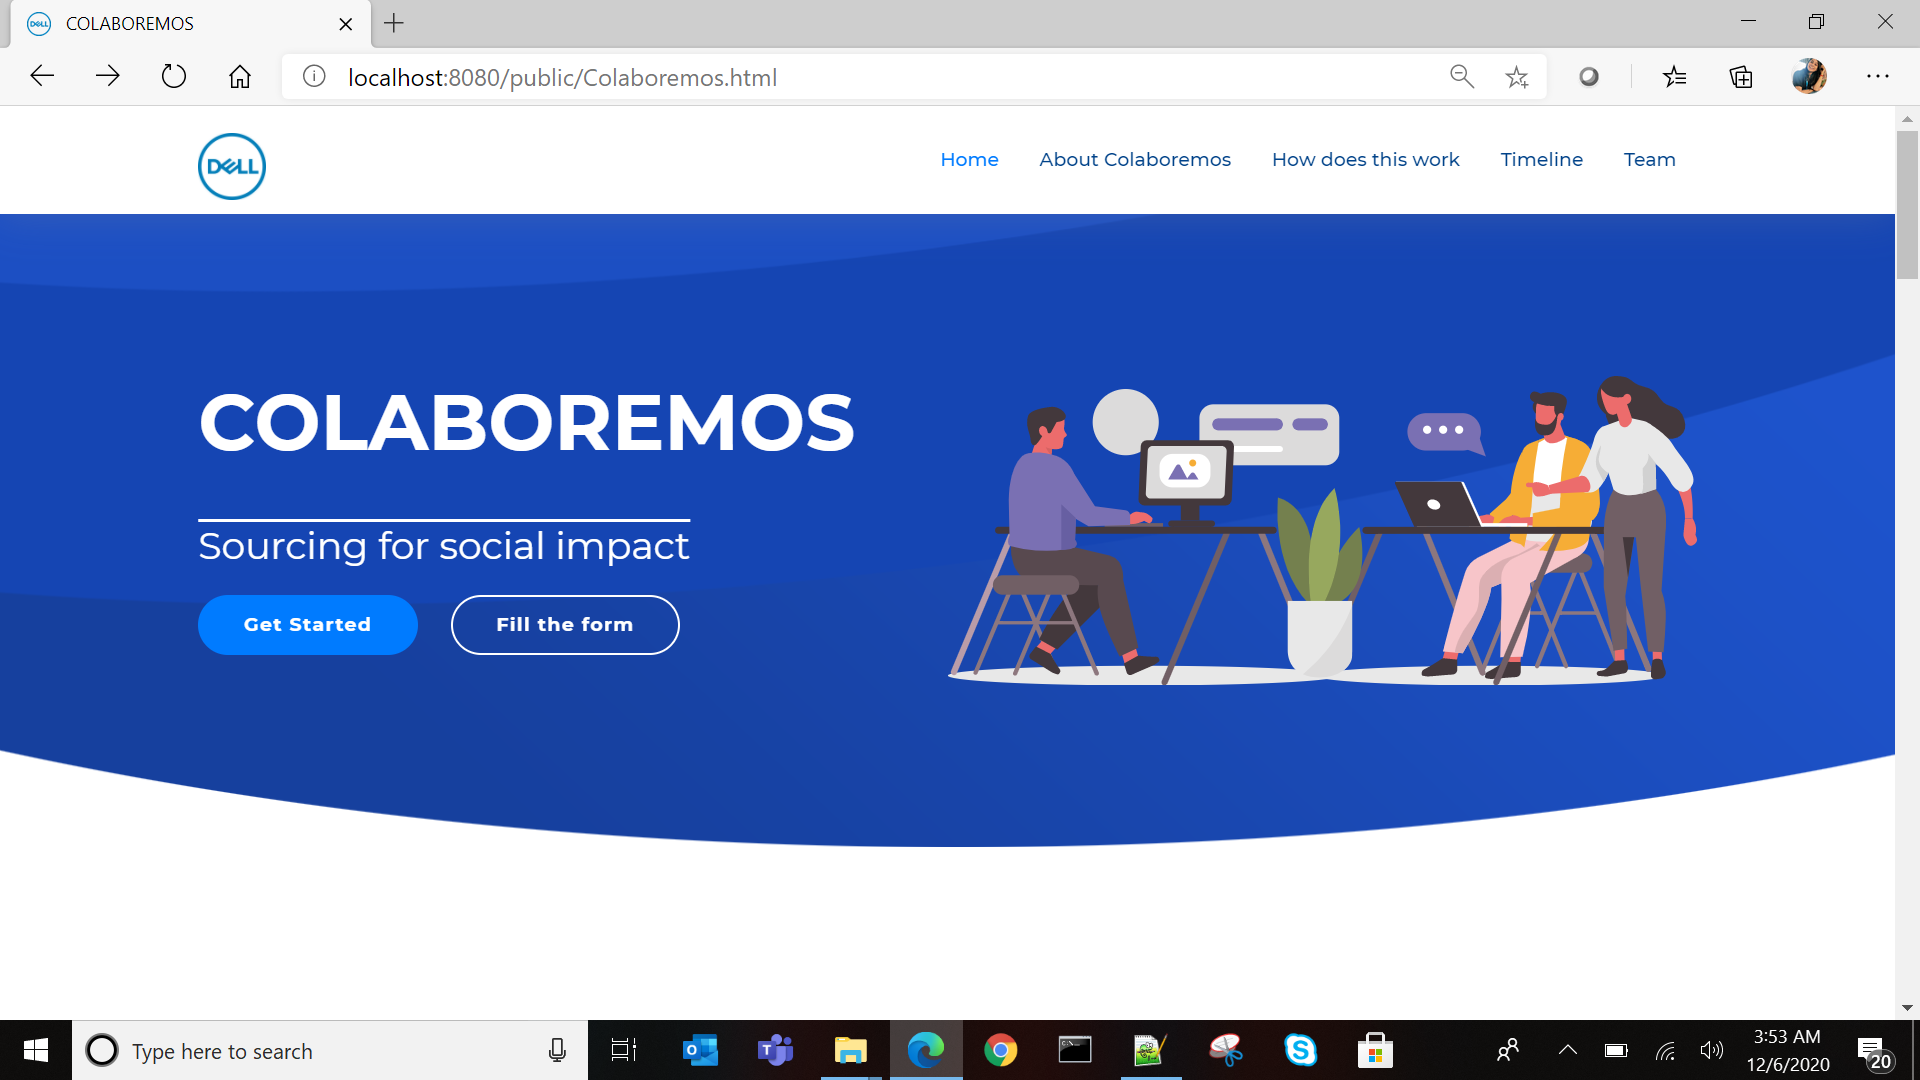 COLABOREMOS
localhost:8080/public/Colaboremos.html
DELL
Home About Colaboremos How does this work Timeline Team
COLABOREMOS
Sourcing for social impact
Get Started Fill the form
Type here to search
3:53 AM
12/6/2020
20